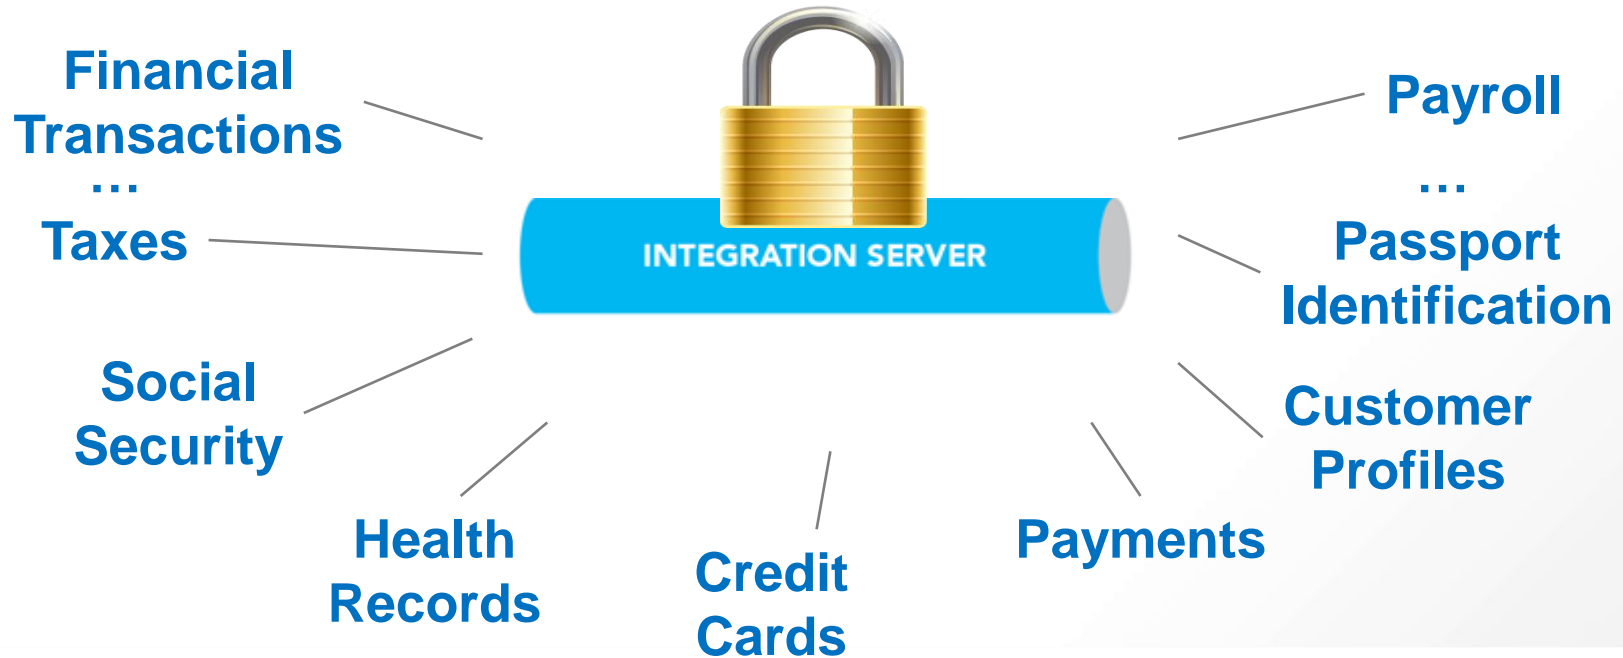 Financial
Transactions
...
Taxes
Social
Security
Health
Records
Credit
Cards
Payments
Customer
Profiles
Passport
Identification
...
Payroll
INTEGRATION SERVER